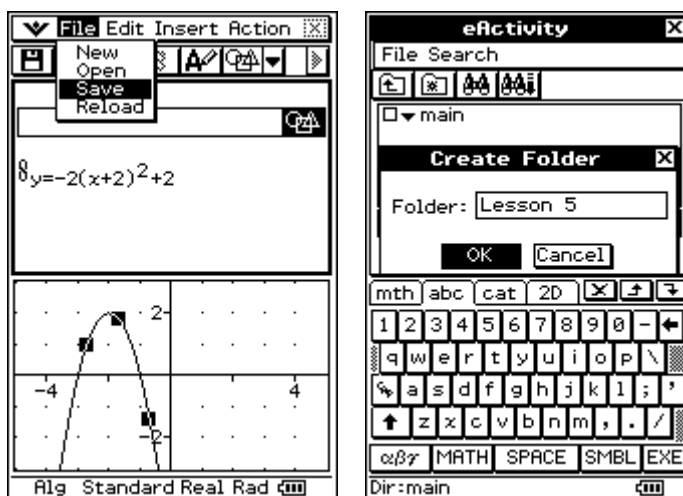 File Edit Insert Action
New
Open
Save
Reload
y=-2(x+2)²+2
2
-4
4
-2
Alg Standard Real Rad
eActivity
File Search
main
Create Folder
Folder: Lesson 5
OK Cancel
mth abc cat 2D
1 2 3 4 5 6 7 8 9 0 -
q w e r t y u i o p \
a s d f g h j k l ; '
z x c v b n m , . /
αβγ MATH SPACE SMBL EXE
Dir:main